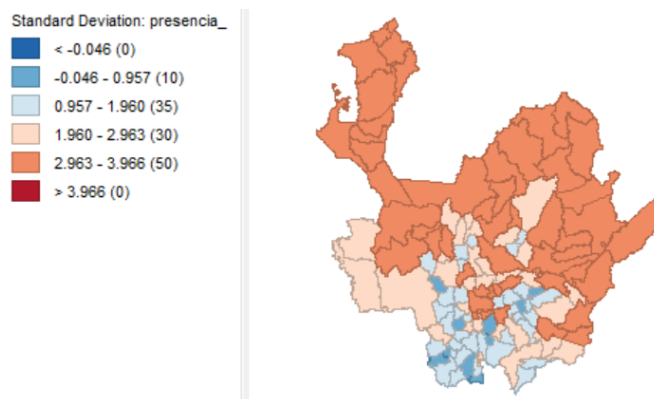 Standard Deviation: presencia_
< -0.046 (0)
-0.046 - 0.957 (10)
0.957 - 1.960 (35)
1.960 - 2.963 (30)
2.963 - 3.966 (50)
> 3.966 (0)